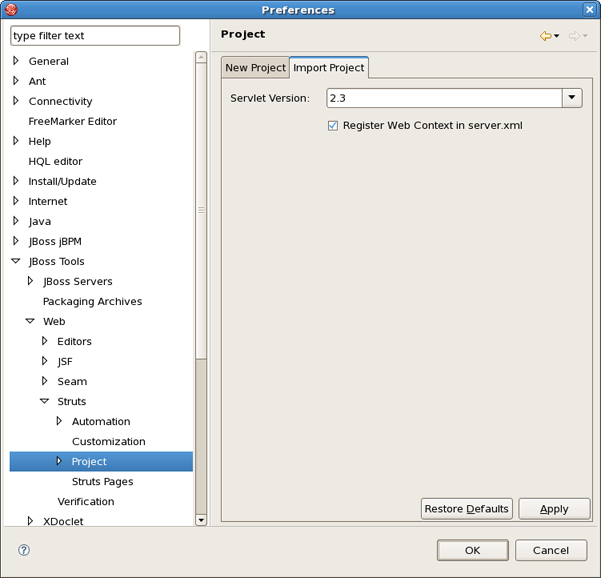 Preferences
type filter text
General
Ant
Connectivity
FreeMarker Editor
Help
HQL editor
Install/Update
Internet
Java
JBoss jBPM
JBoss Tools
JBoss Servers
Packaging Archives
Web
Editors
JSF
Seam
Struts
Automation
Customization
Project
Struts Pages
Verification
XDoclet
Project
New Project Import Project
Servlet Version: 2.3
Register Web Context in server.xml
Restore Defaults Apply
? OK Cancel